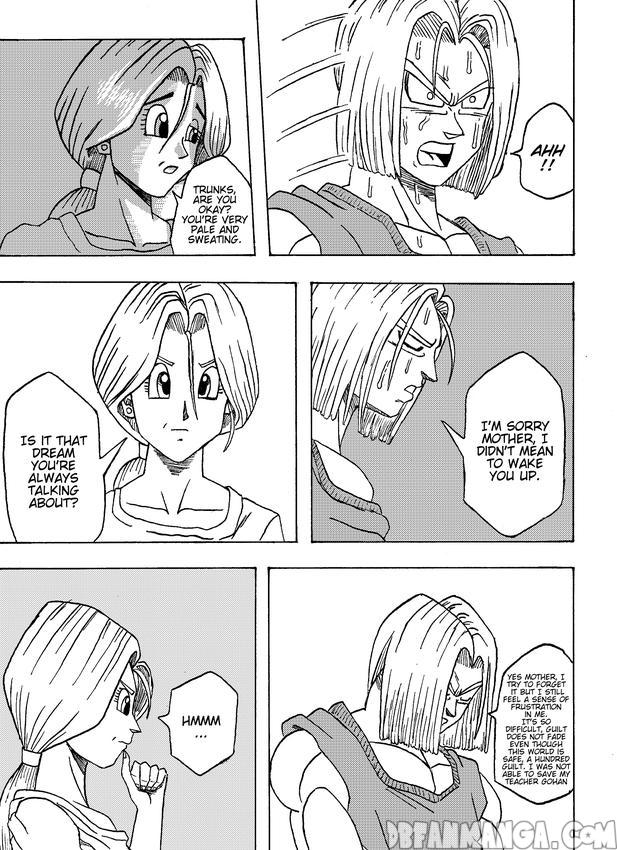 AHH
!!
TRUNKS,
ARE YOU
OKAY?
YOU'RE VERY
PALE AND
SWEATING.
I'M SORRY
MOTHER, I
DIDN'T MEAN
TO WAKE
YOU UP.
IS IT THAT
DREAM
YOU'RE
ALWAYS
TALKING
ABOUT?
YES MOTHER, I
TRY TO FORGET
IT BUT I STILL
FEEL A SENSE OF
FRUSTRATION
IN ME.
IT'S SO
DIFFICULT, GUILT
DOES NOT FADE
EVEN THOUGH
THIS WORLD IS
SAFE, A HUNDRED
GUILT. I WAS NOT
ABLE TO SAVE MY
TEACHER GOHAN
HMMM
...
DBFANMANGA.COM